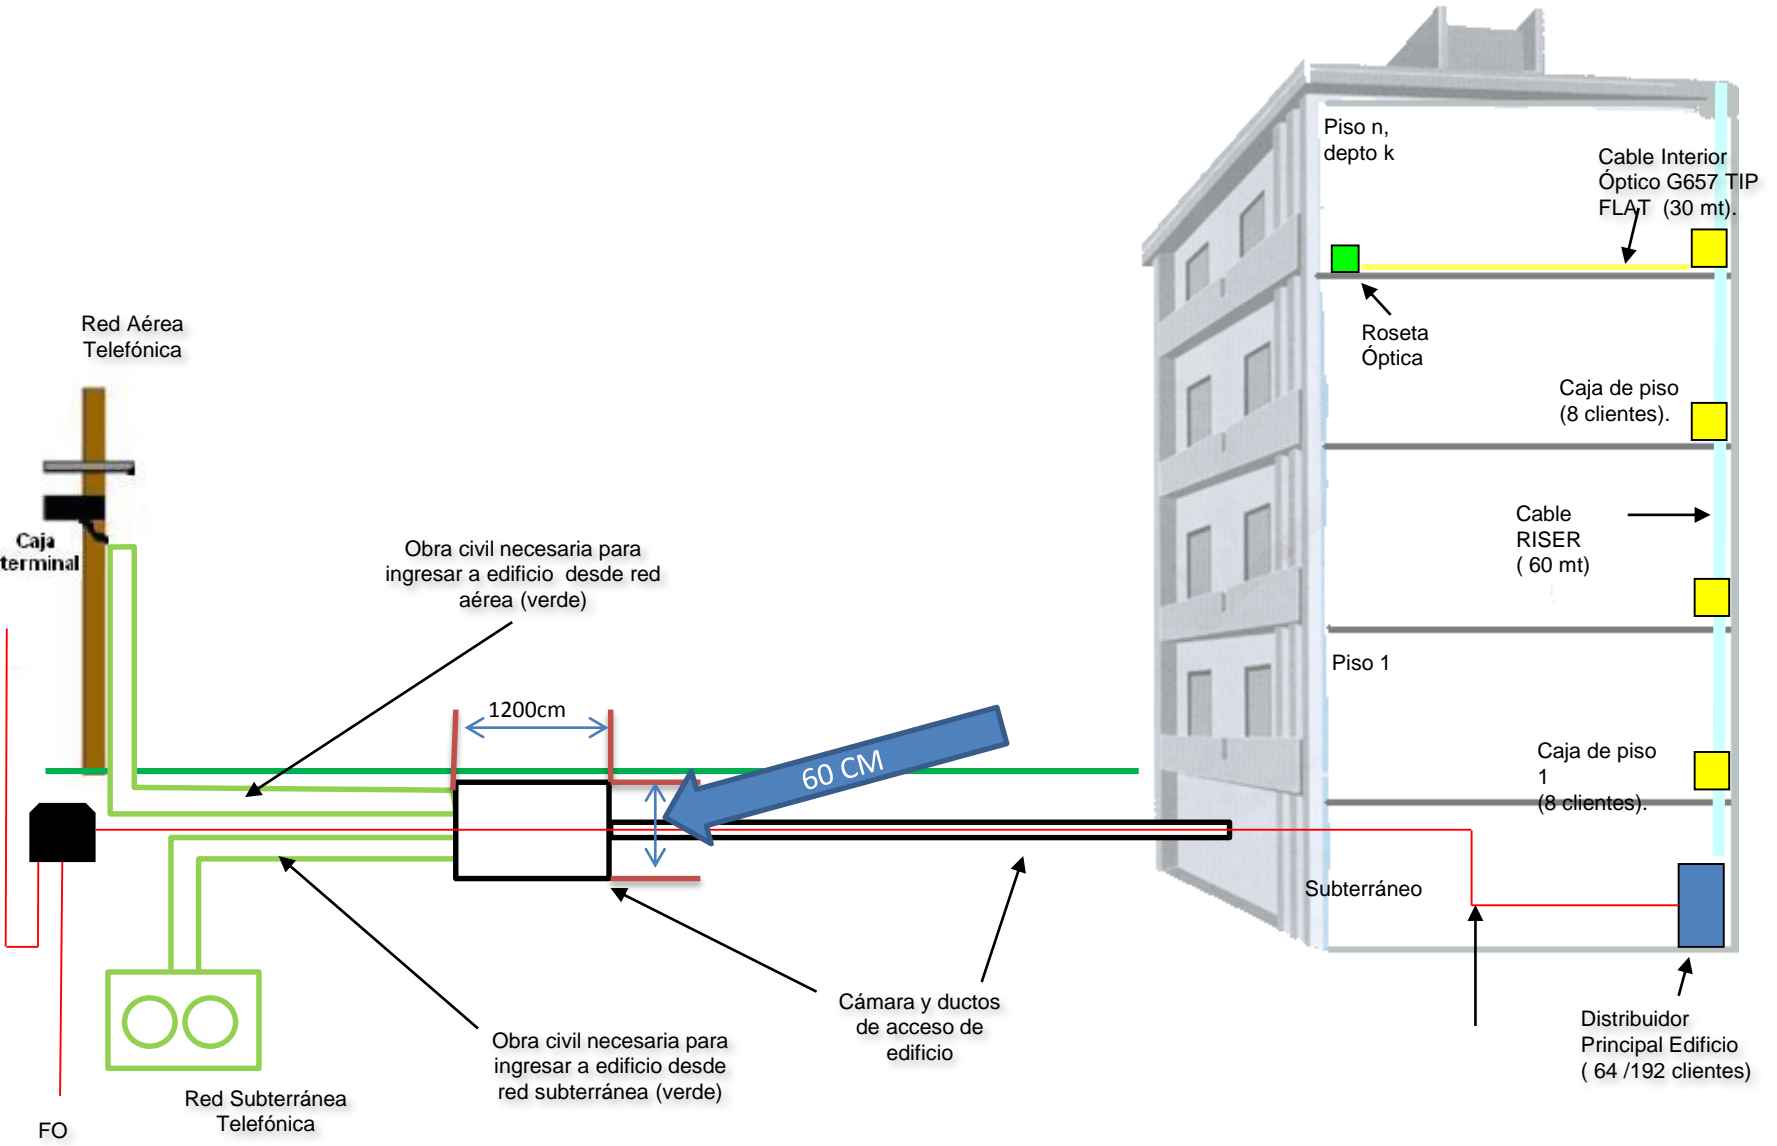 Piso n,
depto k
Cable Interior
Óptico G657 TIP
FLAT (30 mt).
Roseta
Óptica
Red Aérea
Telefónica
Caja de piso
(8 clientes).
Caja
terminal
Cable
RISER
( 60 mt)
Obra civil necesaria para
ingresar a edificio desde red
aérea (verde)
Piso 1
1200cm
60 CM
Caja de piso
1
(8 clientes).
Subterráneo
Cámara y ductos
de acceso de
edificio
Distribuidor
Principal Edificio
( 64 /192 clientes)
Obra civil necesaria para
ingresar a edificio desde
red subterránea (verde)
Red Subterránea
Telefónica
FO